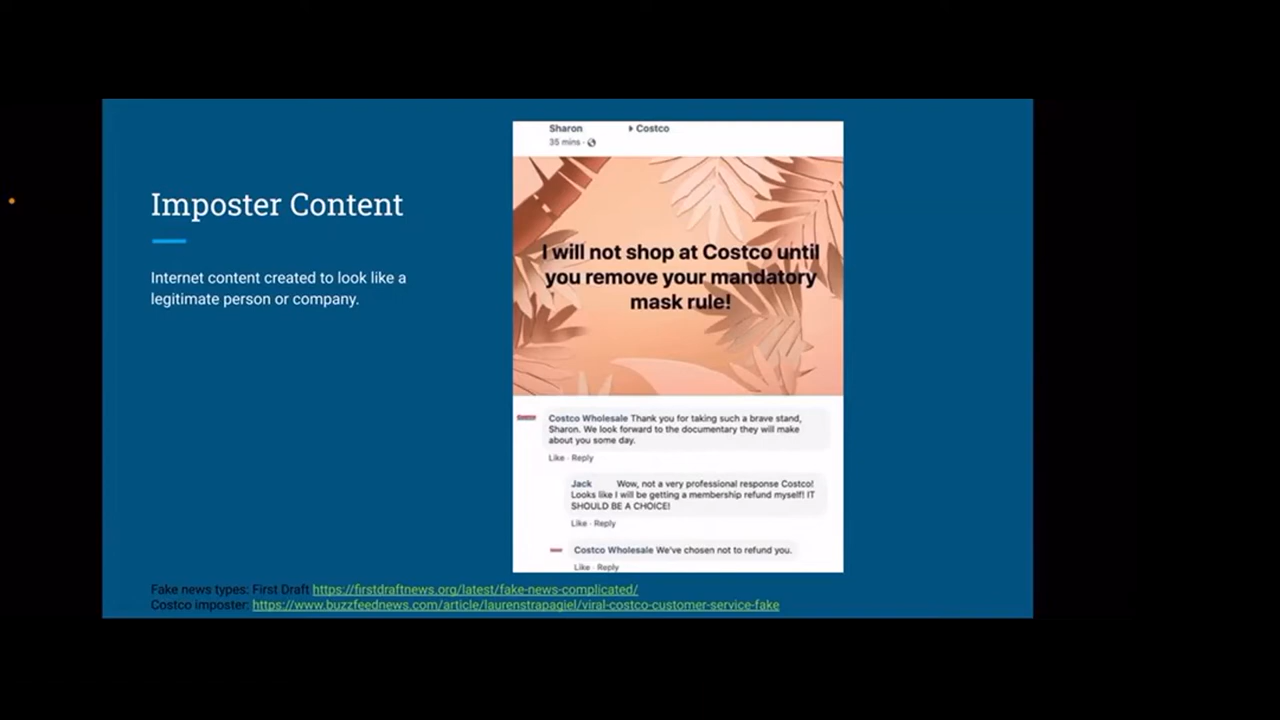 Imposter Content
Internet content created to look like a
legitimate person or company.
Sharon ▸ Costco
35 mins ·
I will not shop at Costco until
you remove your mandatory
mask rule!
Costco Wholesale Thank you for taking such a brave stand,
Sharon. We look forward to the documentary they will make
about you some day.
Like · Reply
Jack Wow, not a very professional response Costco!
Looks like I will be getting a membership refund myself! IT
SHOULD BE A CHOICE!
Like · Reply
Costco Wholesale We've chosen not to refund you.
Like · Reply
Fake news types: First Draft https://firstdraftnews.org/latest/fake-news-complicated/
Costco imposter: https://www.buzzfeednews.com/article/laurenstrapagiel/viral-costco-customer-service-fake